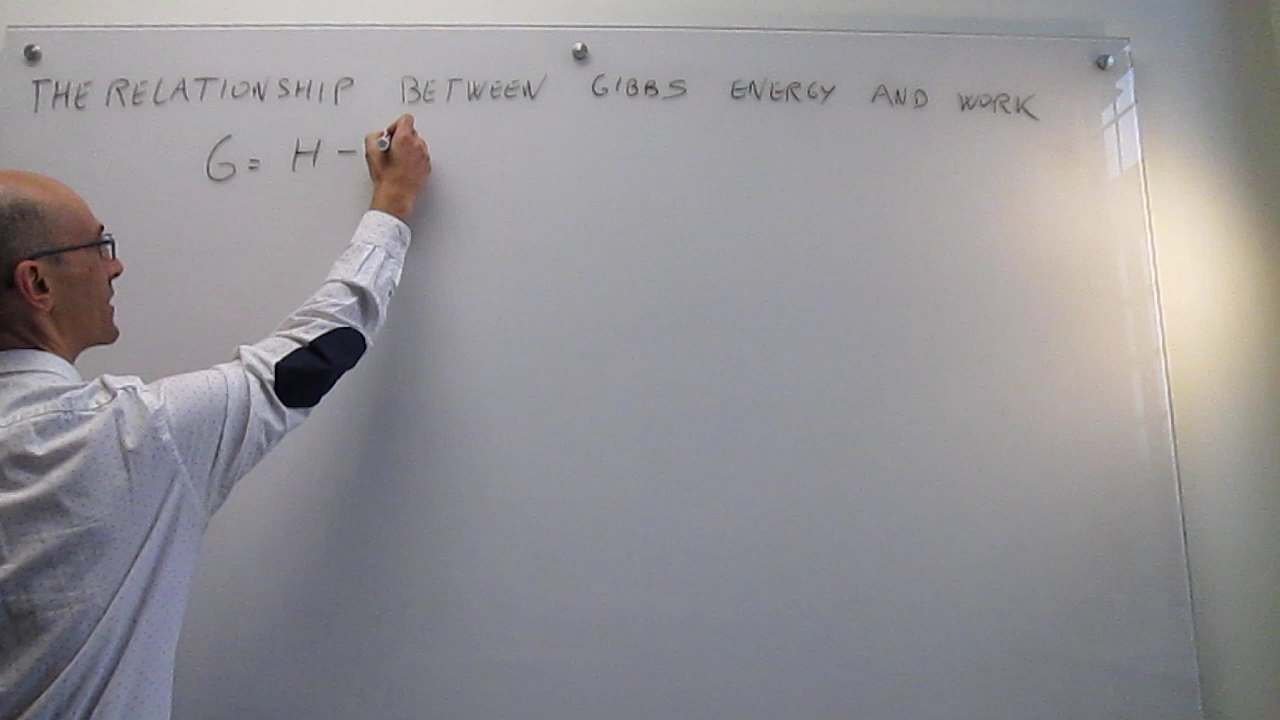 THE RELATIONSHIP BETWEEN GIBBS ENERGY AND WORK
G = H -